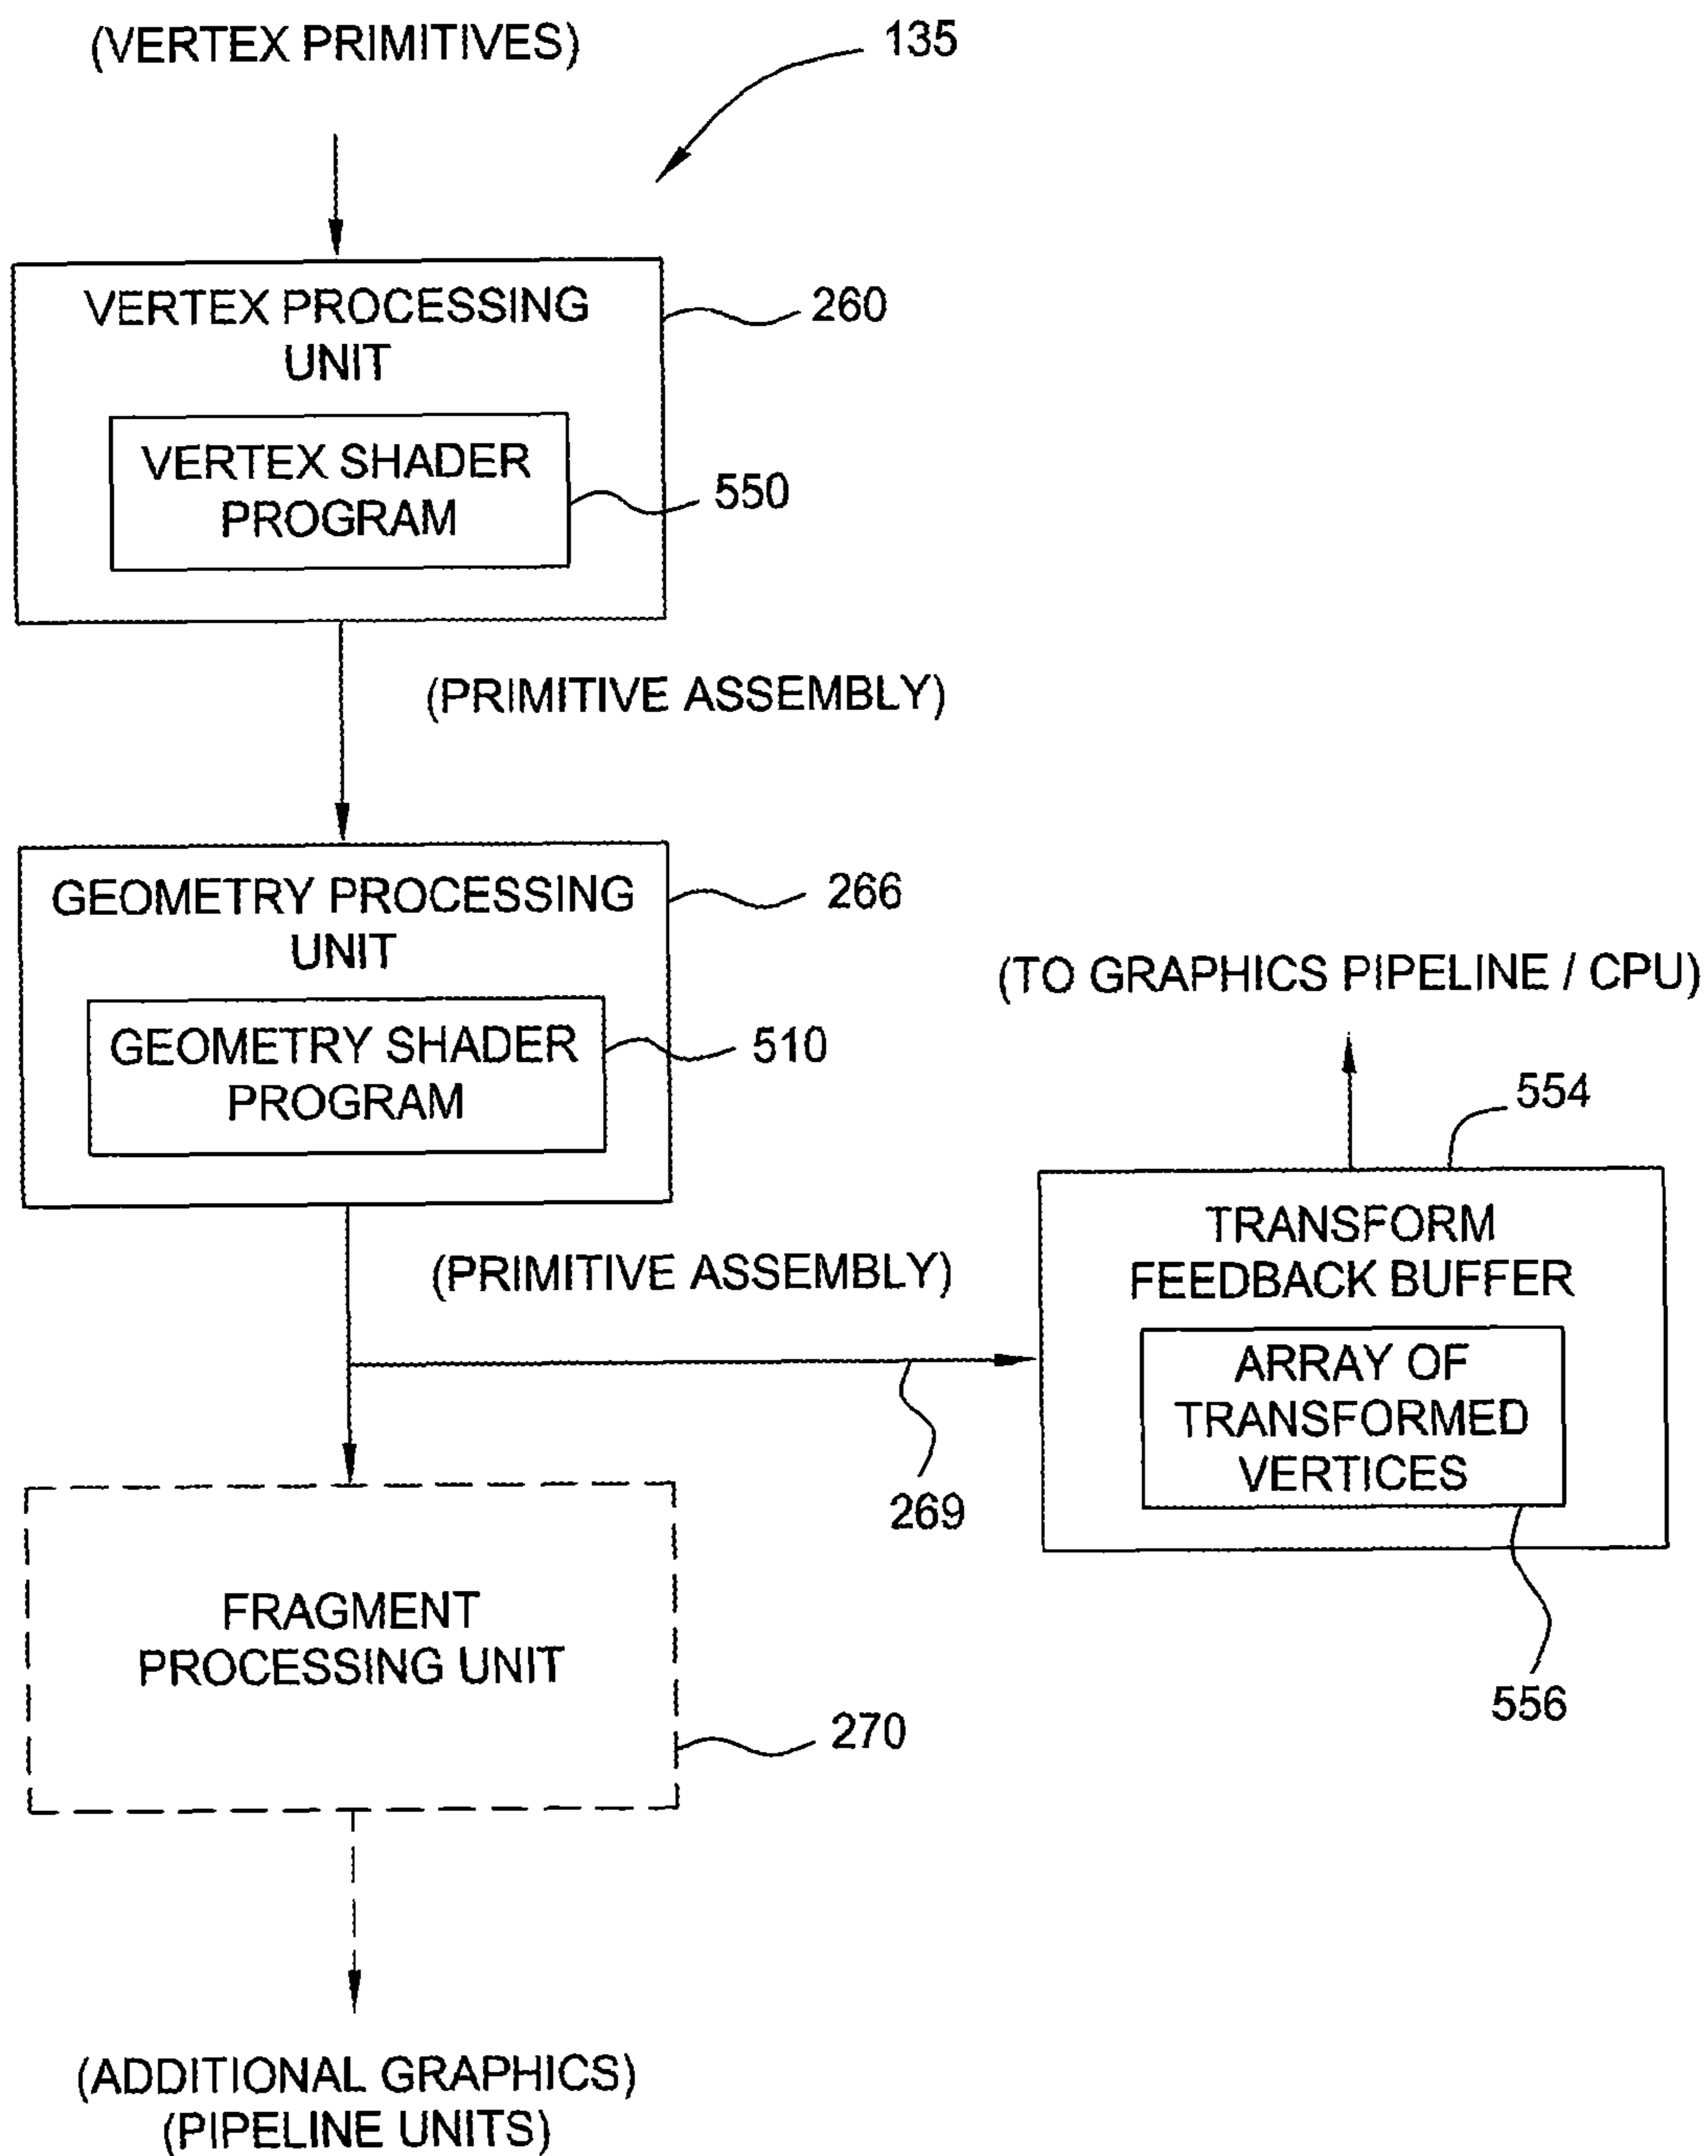 (VERTEX PRIMITIVES)
135
VERTEX PROCESSING
UNIT
260
VERTEX SHADER
PROGRAM
550
(PRIMITIVE ASSEMBLY)
GEOMETRY PROCESSING
UNIT
266
GEOMETRY SHADER
PROGRAM
510
(TO GRAPHICS PIPELINE / CPU)
554
TRANSFORM
FEEDBACK BUFFER
(PRIMITIVE ASSEMBLY)
ARRAY OF
TRANSFORMED
VERTICES
269
556
FRAGMENT
PROCESSING UNIT
270
(ADDITIONAL GRAPHICS)
(PIPELINE UNITS)